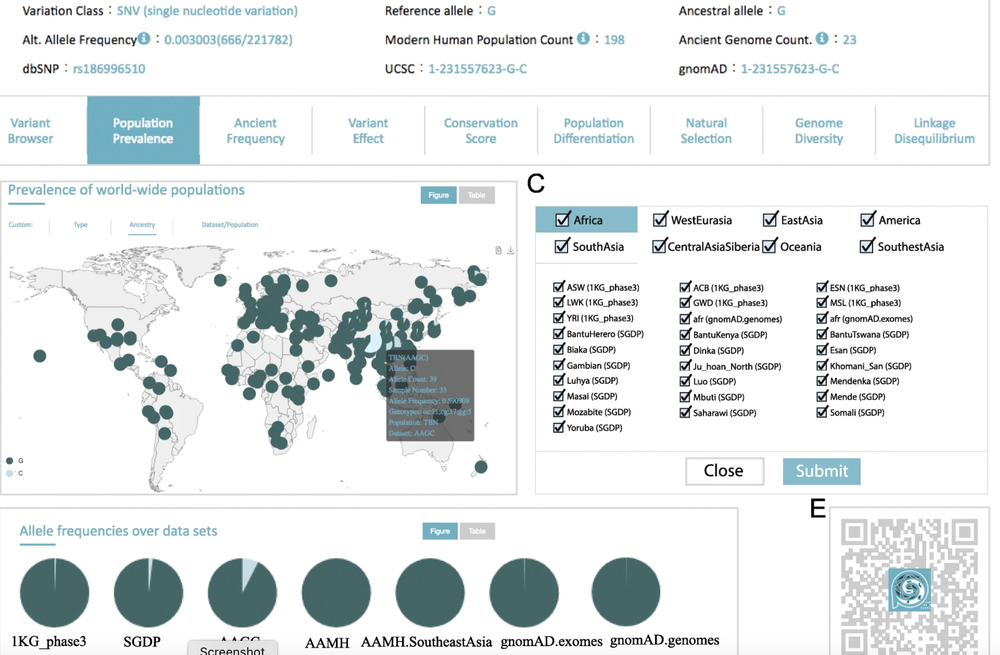 Variation Class：SNV (single nucleotide variation)
Reference allele：G
Ancestral allele：G
Alt. Allele Frequency：0.003003(666/221782)
Modern Human Population Count：198
Ancient Genome Count.：23
dbSNP：rs186996510
UCSC：1-231557623-G-C
gnomAD：1-231557623-G-C
Variant
Browser
Population
Prevalence
Ancient
Frequency
Variant
Effect
Conservation
Score
Population
Differentiation
Natural
Selection
Genome
Diversity
Linkage
Disequilibrium
Prevalence of world-wide populations
Figure
Table
Custom:
Type
Ancestry
Dataset/Population
TBN(AAGC)
Allele: C
Allele Count: 39
Sample Number: 33
Allele Frequency: 0.590909
Genotypes: cc:11;cg:17;gg:5
Population: TBN
Dataset: AAGC
G
C
C
Africa
WestEurasia
EastAsia
America
SouthAsia
CentralAsiaSiberia
Oceania
SouthestAsia
ASW (1KG_phase3)
ACB (1KG_phase3)
ESN (1KG_phase3)
LWK (1KG_phase3)
GWD (1KG_phase3)
MSL (1KG_phase3)
YRI (1KG_phase3)
afr (gnomAD.genomes)
afr (gnomAD.exomes)
BantuHerero (SGDP)
BantuKenya (SGDP)
BantuTswana (SGDP)
Biaka (SGDP)
Dinka (SGDP)
Esan (SGDP)
Gambian (SGDP)
Ju_hoan_North (SGDP)
Khomani_San (SGDP)
Luhya (SGDP)
Luo (SGDP)
Mendenka (SGDP)
Masai (SGDP)
Mbuti (SGDP)
Mende (SGDP)
Mozabite (SGDP)
Saharawi (SGDP)
Somali (SGDP)
Yoruba (SGDP)
Close
Submit
Allele frequencies over data sets
Figure
Table
1KG_phase3
SGDP
AAGC
AAMH
AAMH.SoutheastAsia
gnomAD.exomes
gnomAD.genomes
Screenshot
E